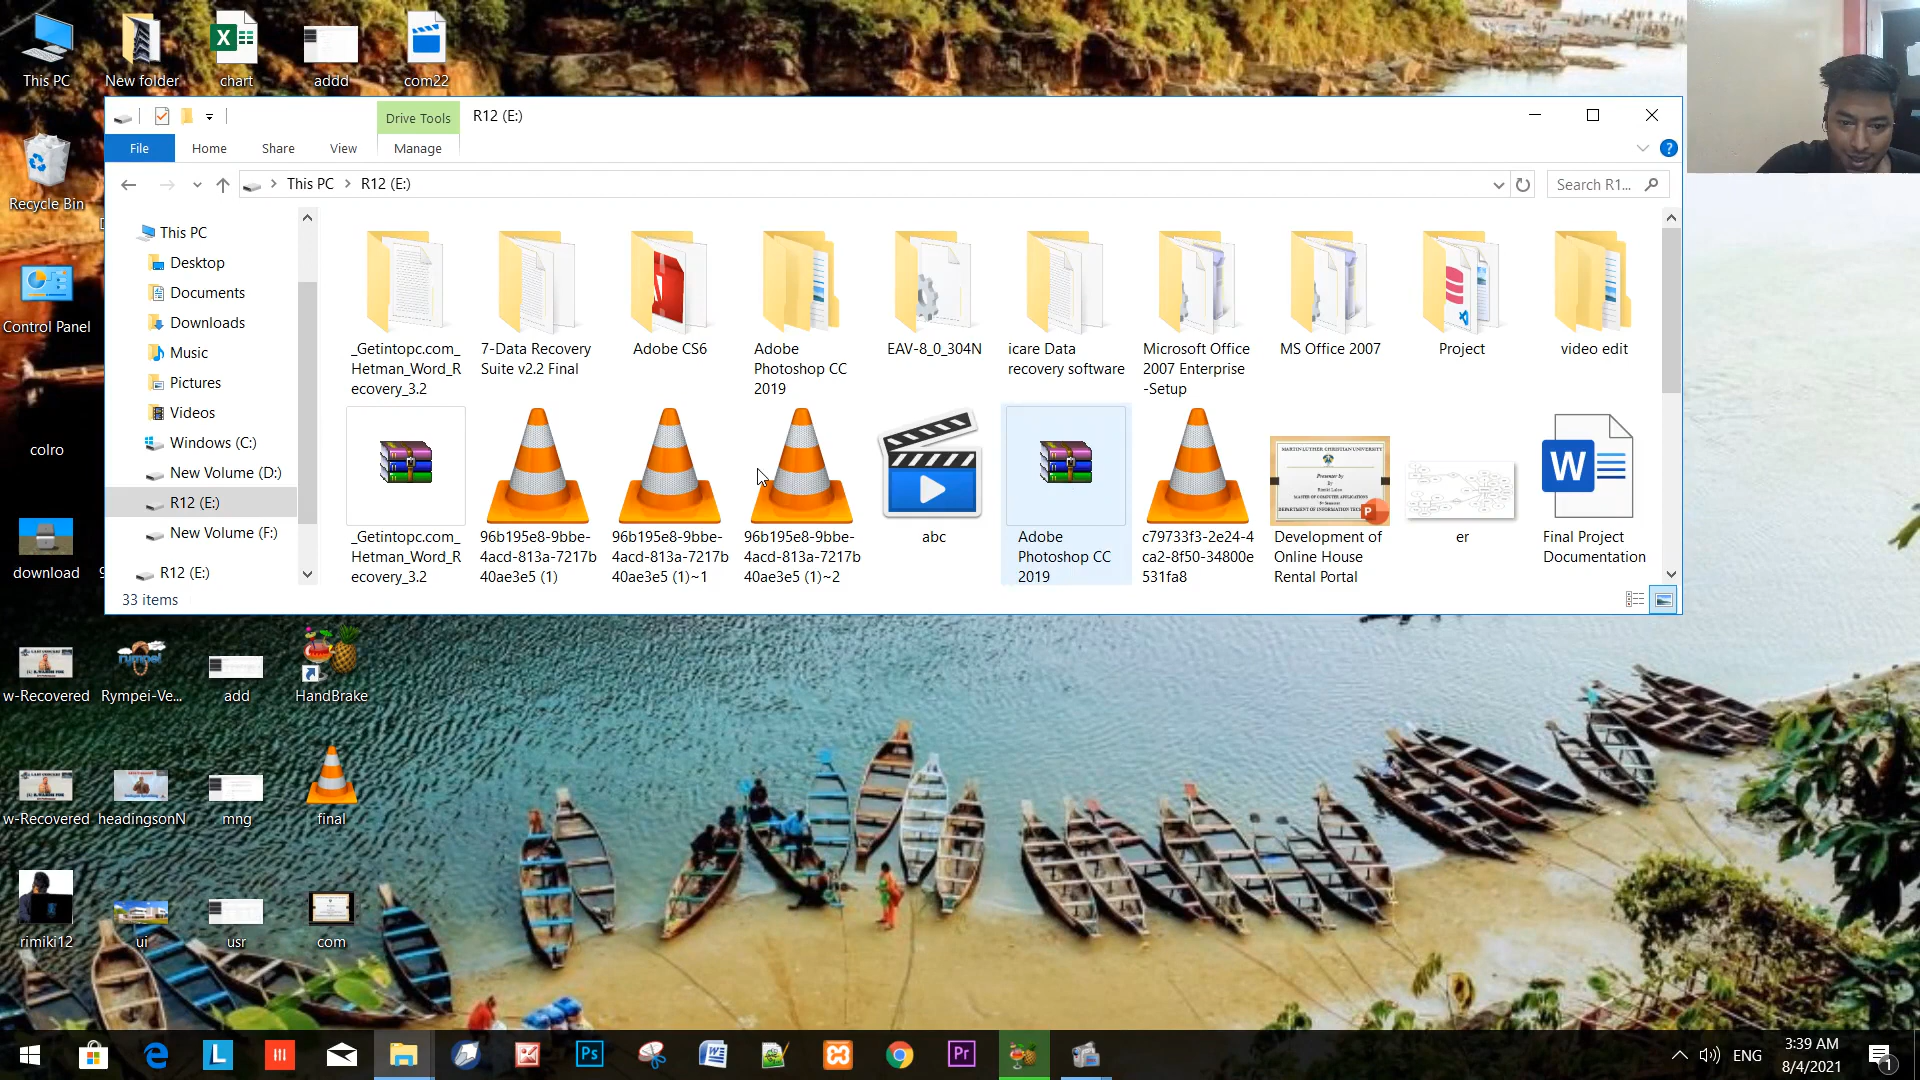 This PC
New folder
chart
addd
com22
Drive Tools
R12 (E:)
File
Home
Share
View
Manage
This PC
R12 (E:)
Search R1...
Recycle Bin
Control Panel
colro
download
This PC
Desktop
Documents
Downloads
Music
Pictures
Videos
Windows (C:)
New Volume (D:)
R12 (E:)
New Volume (F:)
R12 (E:)
_Getintopc.com_
Hetman_Word_R
ecovery_3.2
7-Data Recovery
Suite v2.2 Final
Adobe CS6
Adobe
Photoshop CC
2019
EAV-8_0_304N
icare Data
recovery software
Microsoft Office
2007 Enterprise
-Setup
MS Office 2007
Project
video edit
_Getintopc.com_
Hetman_Word_R
ecovery_3.2
96b195e8-9bbe-
4acd-813a-7217b
40ae3e5 (1)
96b195e8-9bbe-
4acd-813a-7217b
40ae3e5 (1)~1
96b195e8-9bbe-
4acd-813a-7217b
40ae3e5 (1)~2
abc
Adobe
Photoshop CC
2019
c79733f3-2e24-4
ca2-8f50-34800e
531fa8
MARTIN LUTHER CHRISTIAN UNIVERSITY
Development of
Online House
Rental Portal
er
Final Project
Documentation
33 items
w-Recovered
Rympei-Ve...
add
HandBrake
w-Recovered
headingsonN
mng
final
rimiki12
ui
usr
com
ENG
3:39 AM
8/4/2021
1